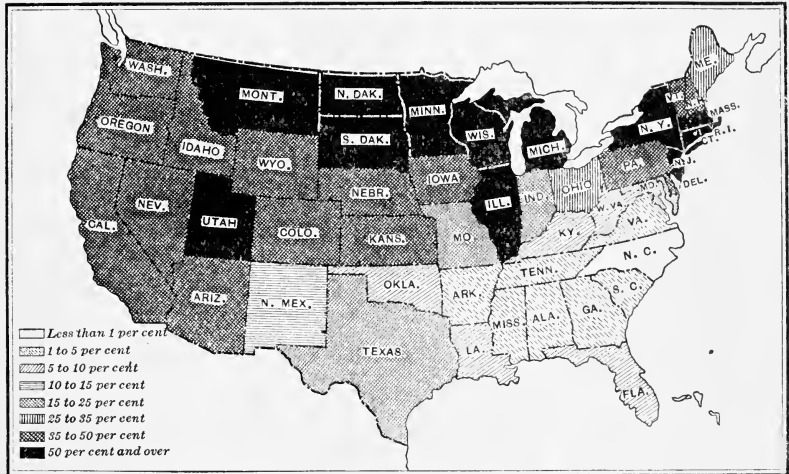 WASH.
MONT.
N. DAK.
MINN.
ME.
VT.
N.H.
MASS.
R.I.
CT.
OREGON
IDAHO
WYO.
S. DAK.
WIS.
MICH.
N.Y.
N.J.
PA.
DEL.
MD.
CAL.
NEV.
UTAH
COLO.
NEBR.
KANS.
IOWA
MO.
ILL.
IND.
OHIO
W. VA.
VA.
KY.
ARIZ.
N. MEX.
OKLA.
ARK.
TENN.
N. C.
S. C.
TEXAS
LA.
MISS.
ALA.
GA.
FLA.
Less than 1 per cent
1 to 5 per cent
5 to 10 per cent
10 to 15 per cent
15 to 25 per cent
25 to 35 per cent
35 to 50 per cent
50 per cent and over